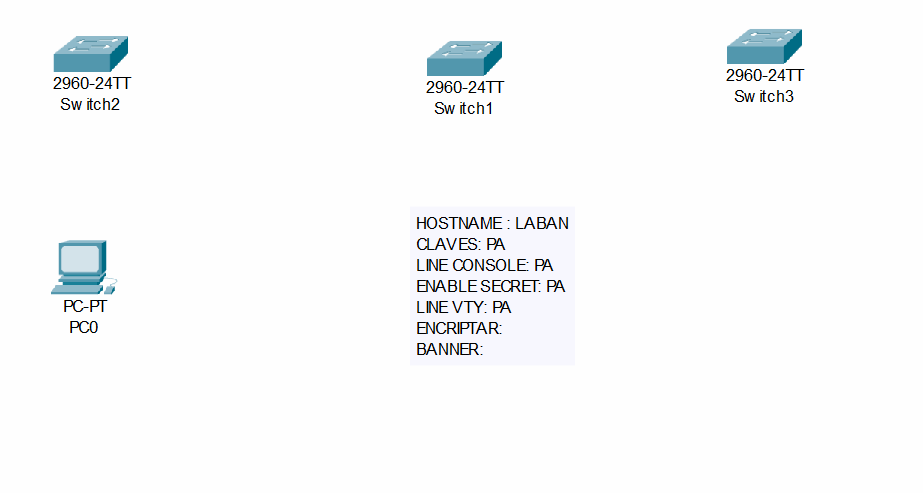 2960-24TT
Switch2
2960-24TT
Switch1
2960-24TT
Switch3
PC-PT
PC0
HOSTNAME : LABAN
CLAVES: PA
LINE CONSOLE: PA
ENABLE SECRET: PA
LINE VTY: PA
ENCRIPTAR:
BANNER: